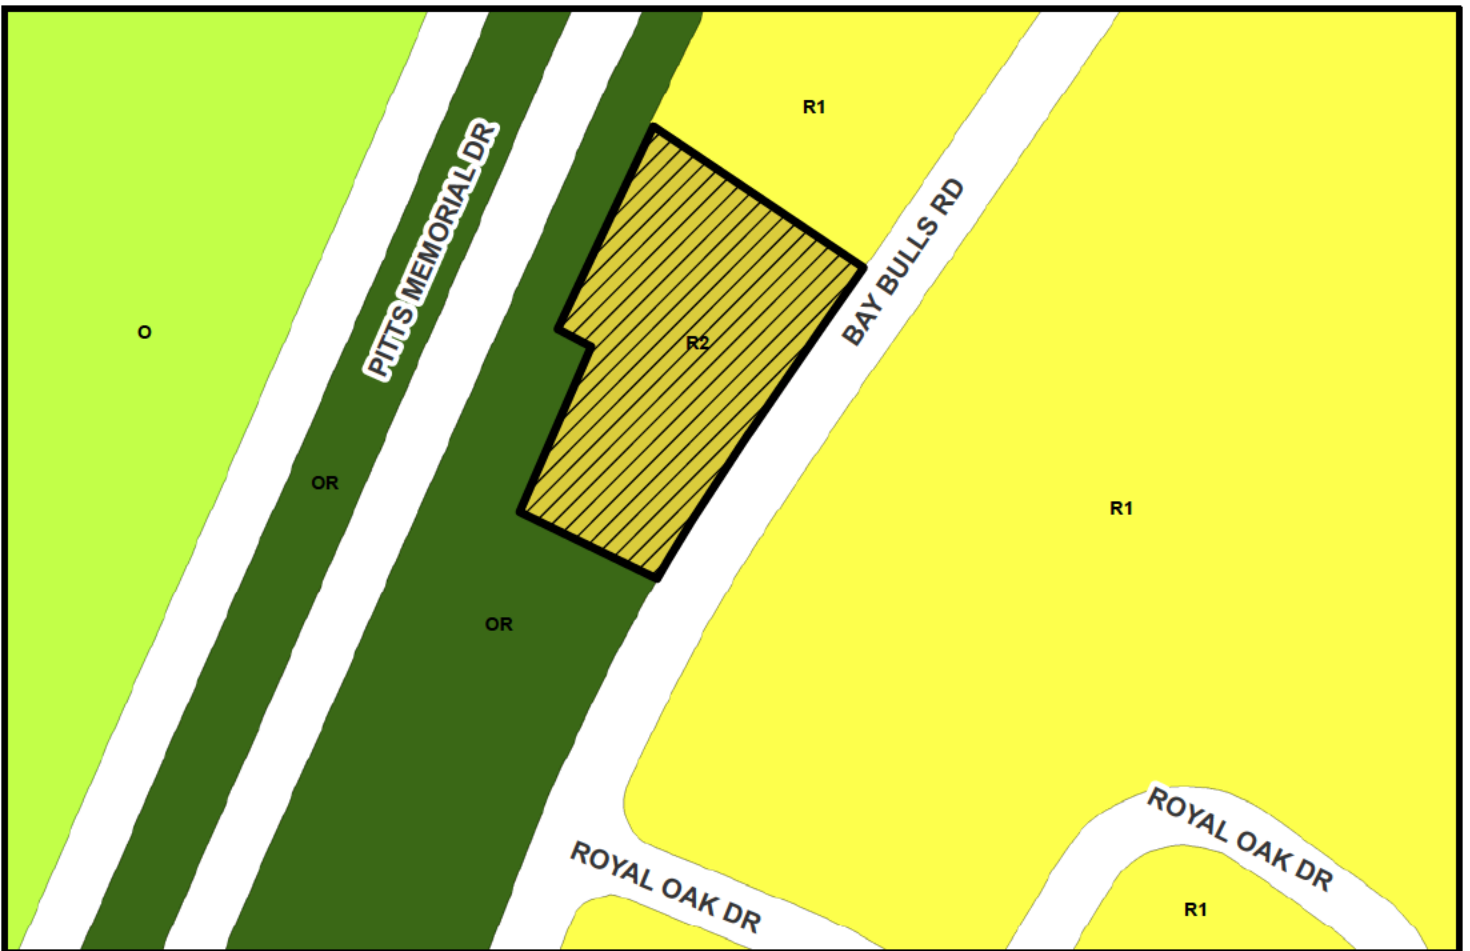 R1
PITTS MEMORIAL DR
BAY BULLS RD
O
R2
OR
R1
OR
ROYAL OAK DR
ROYAL OAK DR
R1